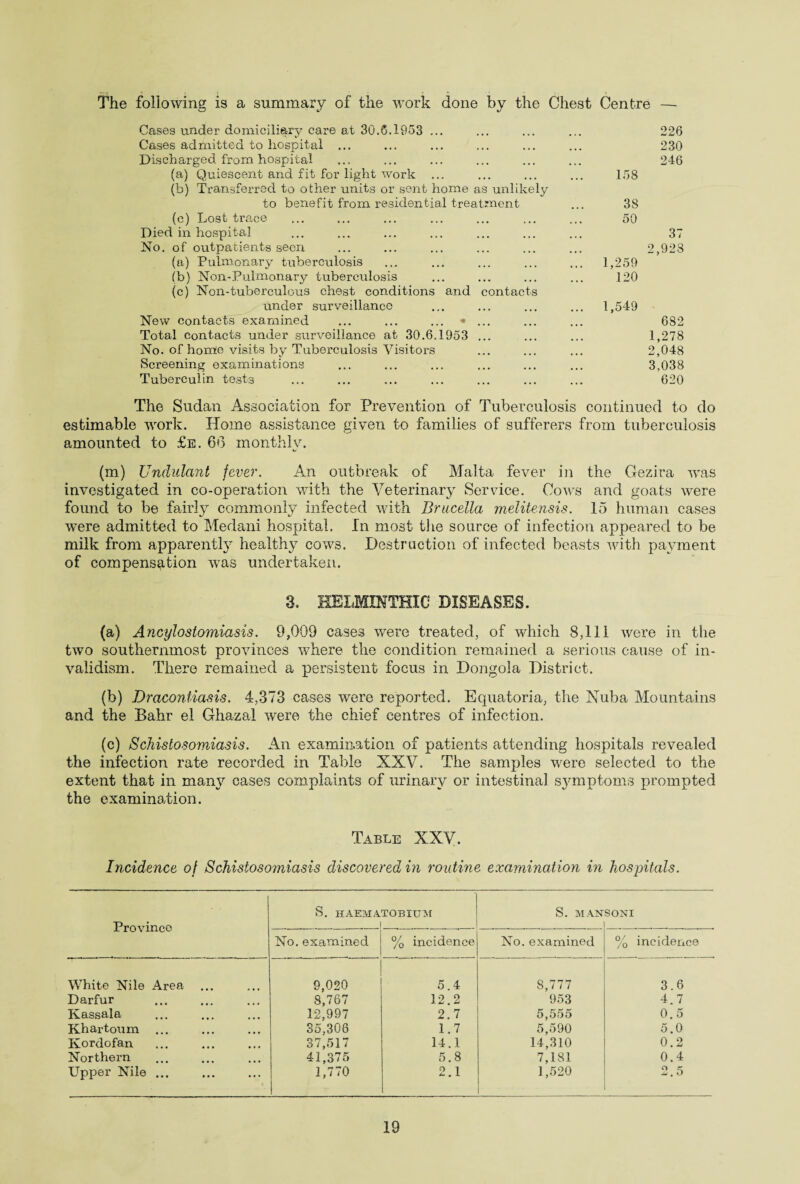 The following is a summary of the work done by the Chest Centre —
Cases under domiciliary care at 30.6.1953 ... ... ... ... 226
Cases admitted to hospital ... ... ... ... ... ... 230
Discharged from hospital ... ... ... ... ... ... 246
(a) Quiescent and fit for light work ... ... ... ... 158
(b) Transferred to other units or sent home as unlikely
to benefit from residential treatment ... 38
(c) Lost trace ... ... ... ... ... ... ... 50
Died in hospital ... ... ... ... ... ... ... 37
No. of outpatients seen ... ... ... ... ... ... 2,928
(a) Pulmonary tuberculosis ... ... ... ... ... 1,259
(b) Non-Pulmonary tuberculosis ... ... ... ... 120
(c) Non-tuberculous chest conditions and contacts
under surveillance ... ... ... ... 1,549
New contacts examined ... ... ... ... ... ... 682
Total contacts under surveillance at 30.6.1953 ... ... ... 1,278
No. of home visits by Tuberculosis Visitors ... ... ... 2,048
Screening examinations ... ... ... ... ... ... 3,038
Tuberculin tests ... ... ... ... ... ... ... 620
The Sudan Association for Prevention of Tuberculosis continued to do
estimable work. Home assistance given to families of sufferers from tuberculosis
amounted to £E. 66 monthly.
(m) Undulant fever. An outbreak of Malta fever in the Gezira was
investigated in co-operation with the Veterinary Service. Cows and goats were
found to be fairly commonly infected with Brucella melitensis. 15 human cases
were admitted to Medani hospital. In most the source of infection appeared to be
milk from apparently healthy cows. Destruction of infected beasts with payment
of compensation was undertaken.
3. HELMINTHIC DISEASES.
(a) Ancylostomiasis. 9,009 cases were treated, of which 8,111 were in the
two southernmost provinces where the condition remained a serious cause of in-
validism. There remained a persistent focus in Dongola District.
(b) Dracontiasis. 4,373 cases were reported. Equatoria, the Nuba Mountains
and the Bahr el Ghazal were the chief centres of infection.
(c) Schistosomiasis. An examination of patients attending hospitals revealed
the infection rate recorded in Table XXV. The samples were selected to the
extent that in many cases complaints of urinary or intestinal symptoms prompted
the examination.
TABLE XXV.
Incidence of Schistosomiasis discovered in routine examination in hospitals.
Province S. HAEMATOBIUM S. MANSONI
No. examined % incidence No. examined % incidence
White Nile Area ... ... 9,020 5.4 8,777 3.6
Darfur ... ... ... 8,767 12.2 953 4.7
Kassala ... ... ... 12,997 2.7 5,555 0.5
Khartoum ... ... ... 35,306 1.7 5,590 5.0
Kordofan ... ... ... 37,517 14.1 14,310 0.2
Northern ... ... ... 41,375 5.8 7,181 0.4
Upper Nile ... ... ... 1,770 2.1 1,520 2.5
19